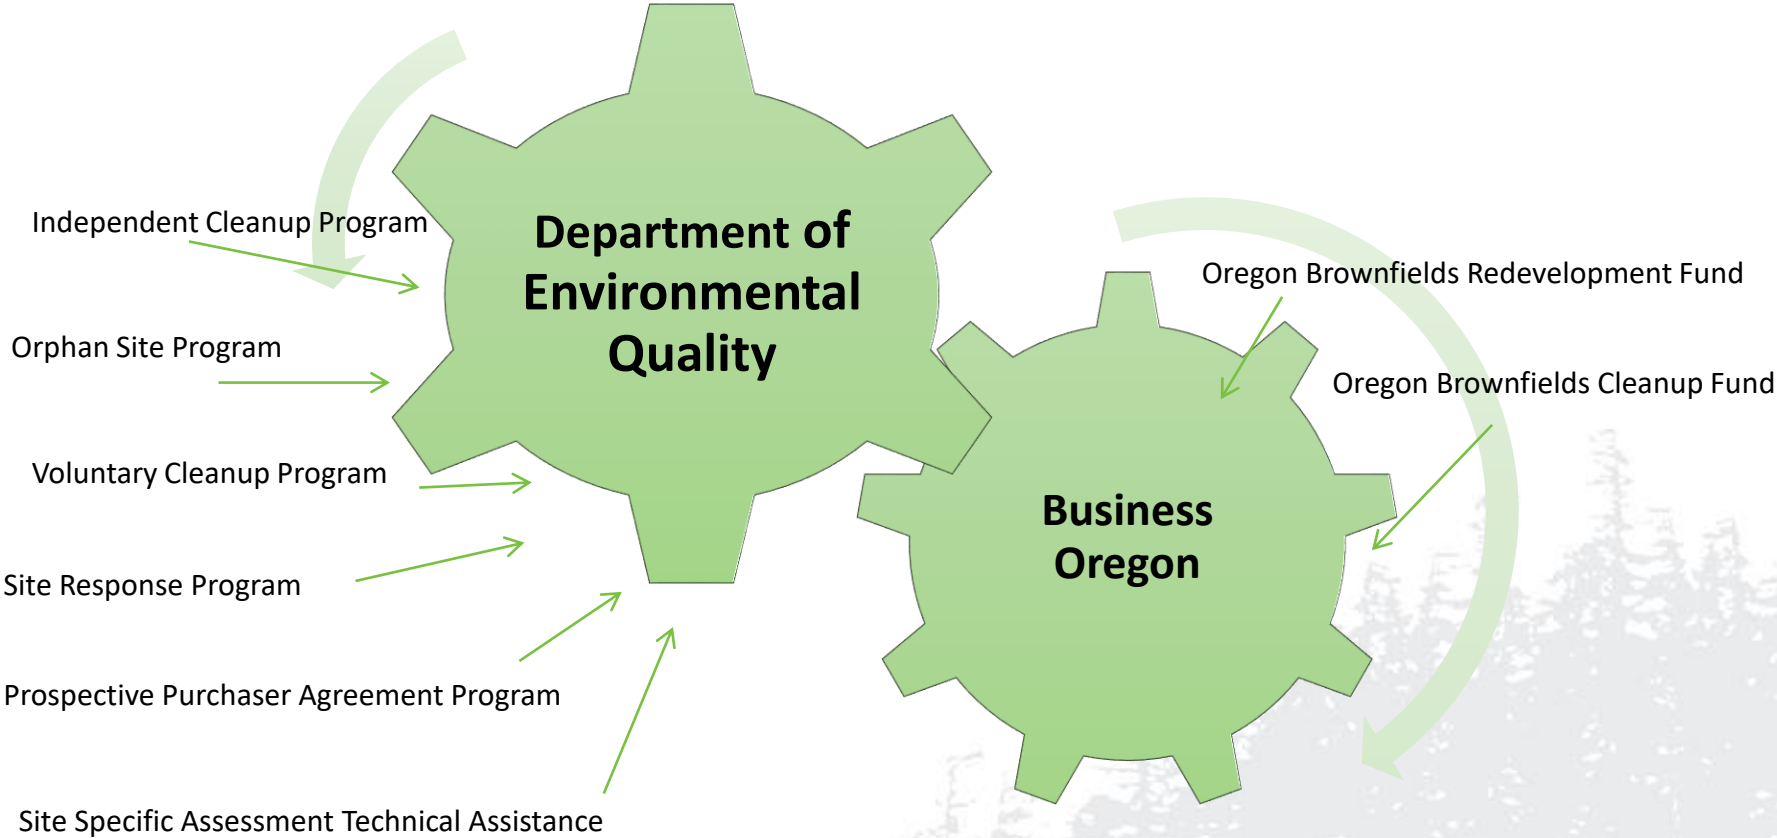 Department of
Environmental
Quality
Independent Cleanup Program
Orphan Site Program
Voluntary Cleanup Program
Site Response Program
Prospective Purchaser Agreement Program
Site Specific Assessment Technical Assistance
Oregon Brownfields Redevelopment Fund
Oregon Brownfields Cleanup Fund
Business
Oregon